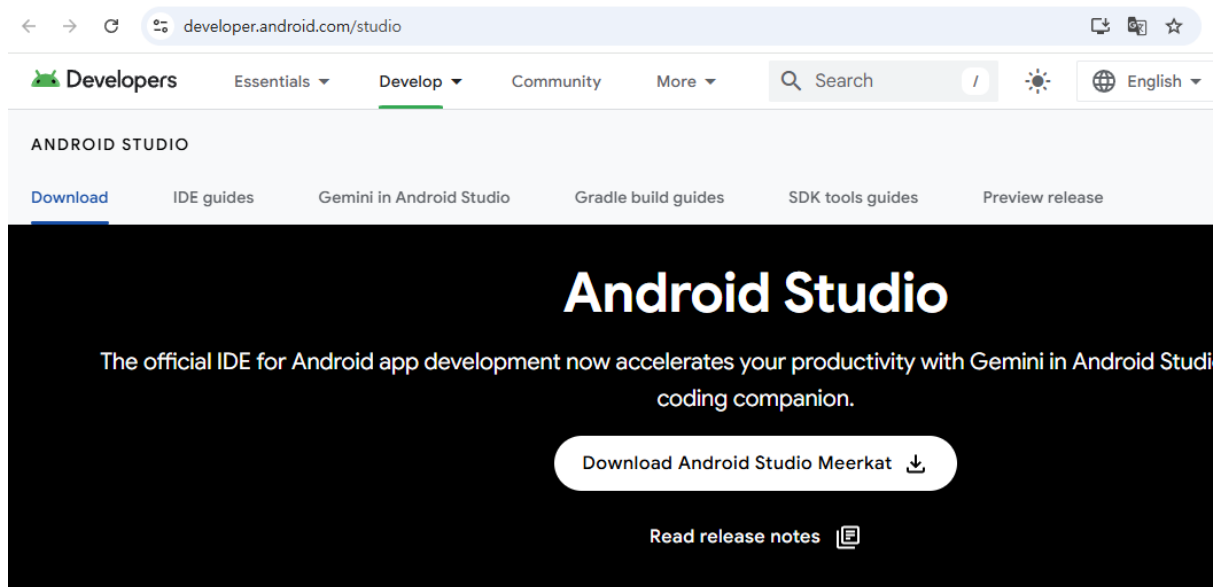 developer.android.com/studio
Developers Essentials Develop Community More Search / English
ANDROID STUDIO
Download IDE guides Gemini in Android Studio Gradle build guides SDK tools guides Preview release
Android Studio
The official IDE for Android app development now accelerates your productivity with Gemini in Android
coding companion.
Download Android Studio Meerkat
Read release notes